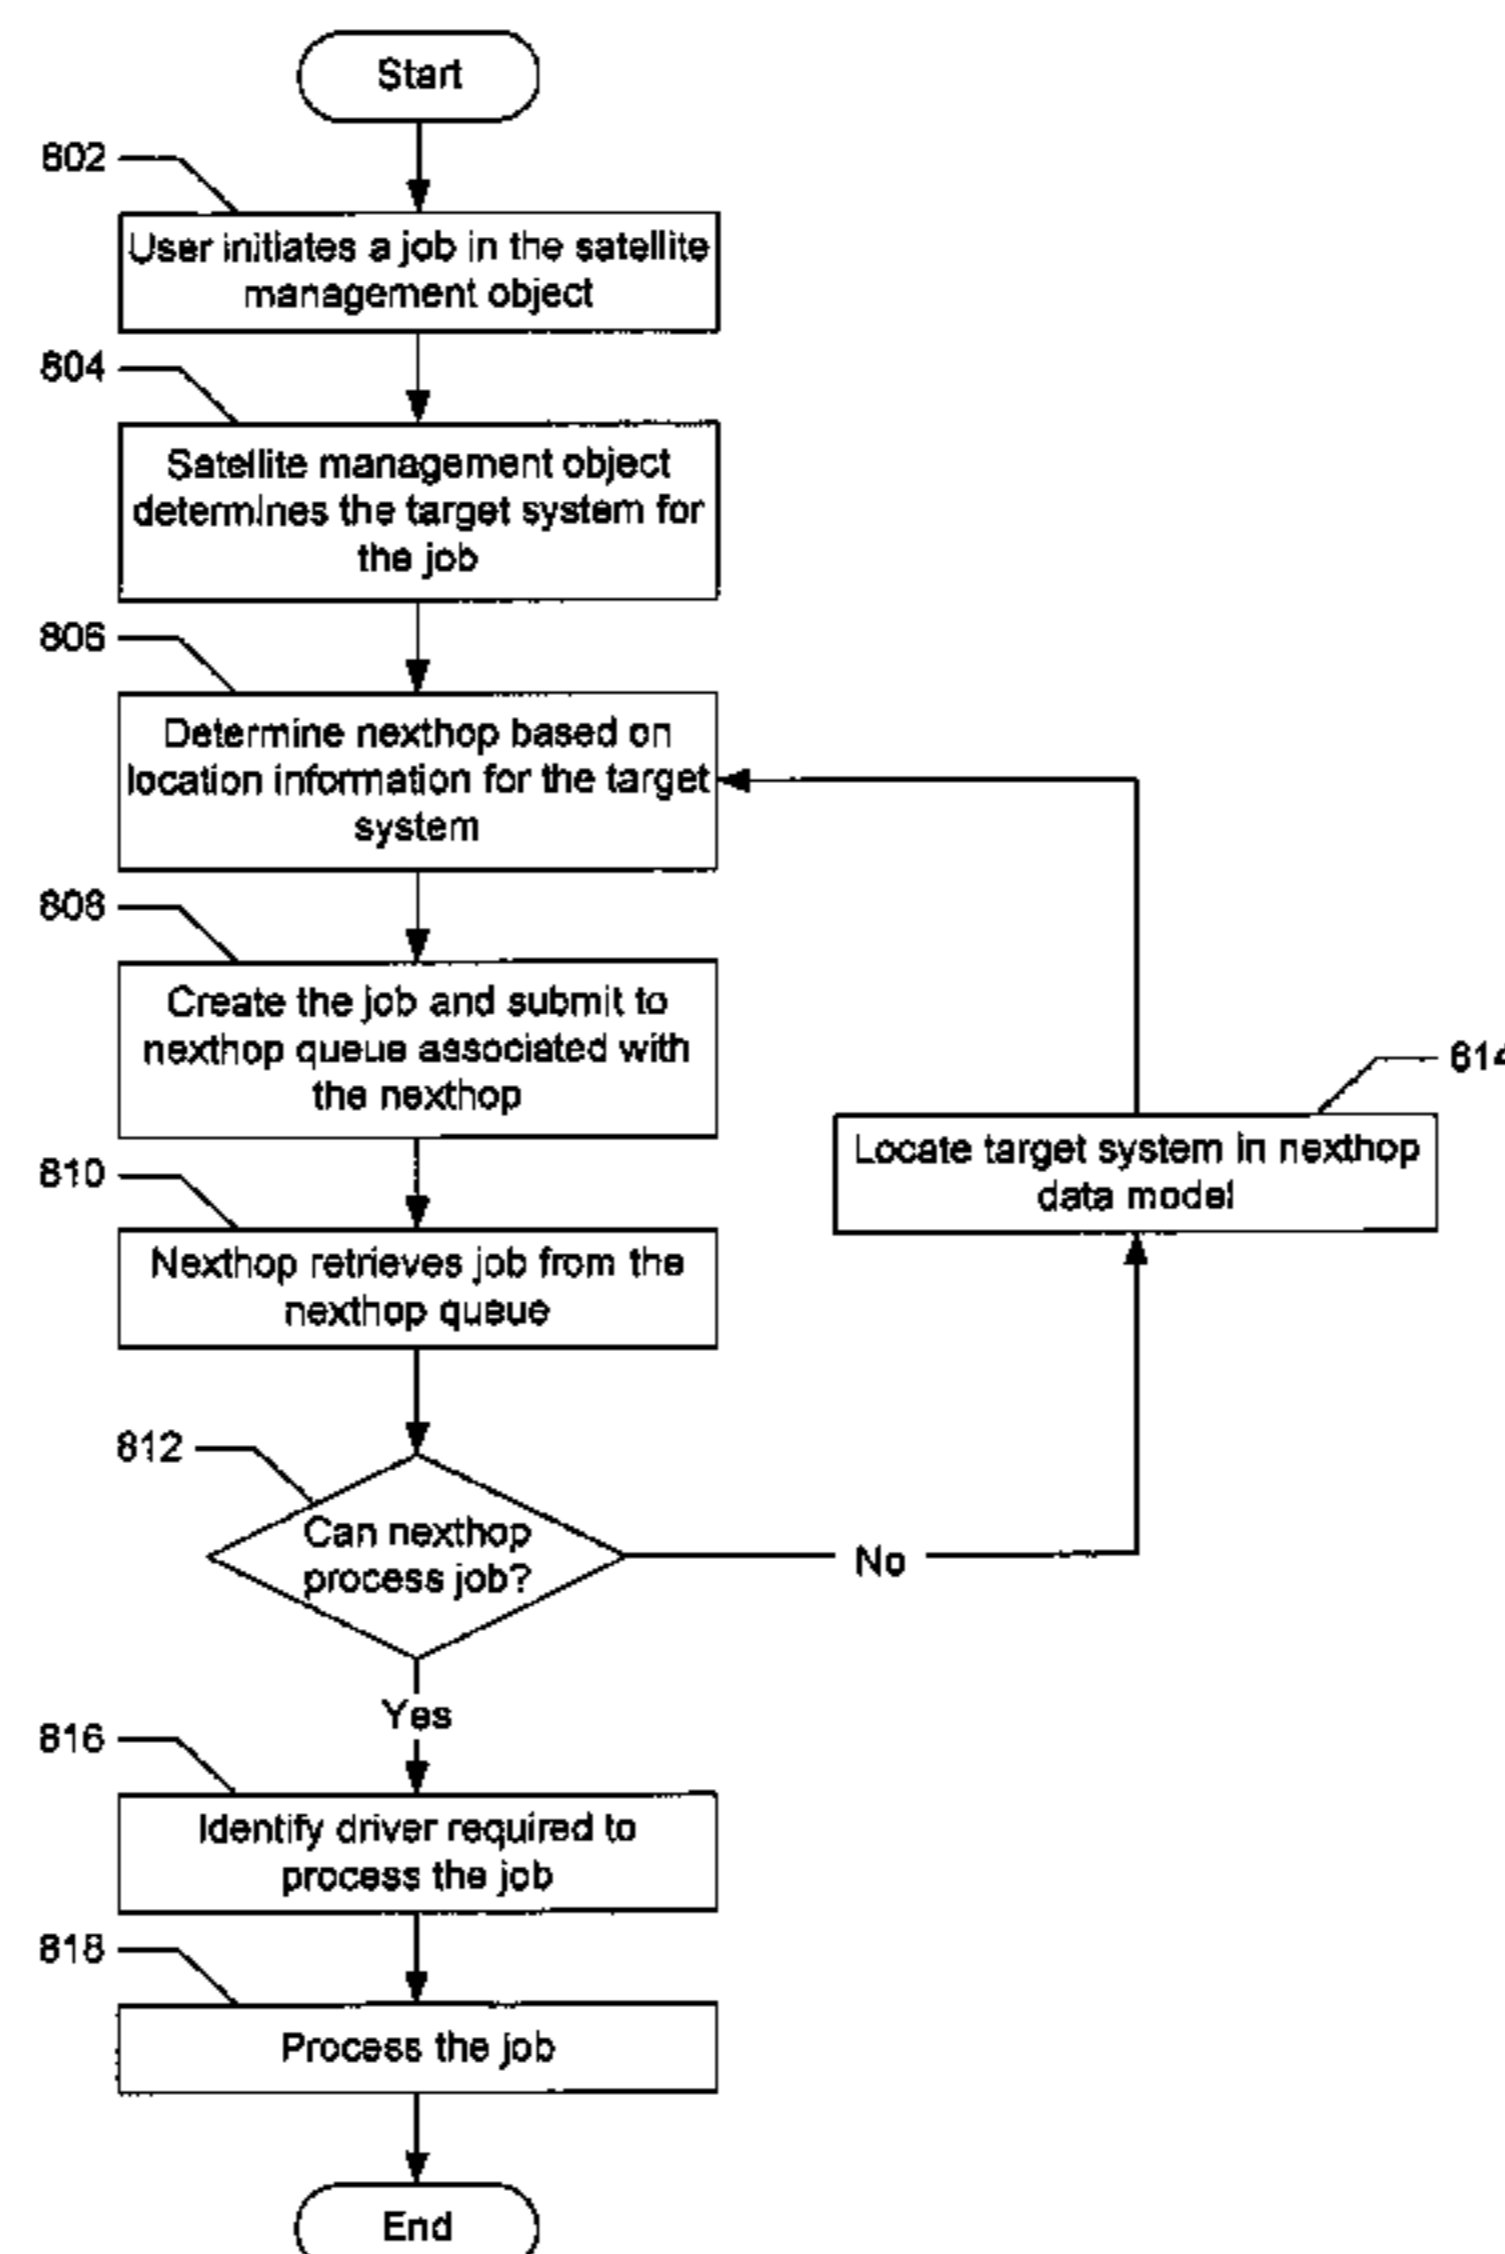 Start
802
User initiates a job in the satellite
management object
804
Satellite management object
determines the target system for
the job
806
Determine nexthop based on
location information for the target
system
808
Create the job and submit to
nexthop queue associated with
the nexthop
814
Locate target system in nexthop
data model
810
Nexthop retrieves job from the
nexthop queue
812
Can nexthop
process job?
No
Yes
816
Identify driver required to
process the job
818
Process the job
End